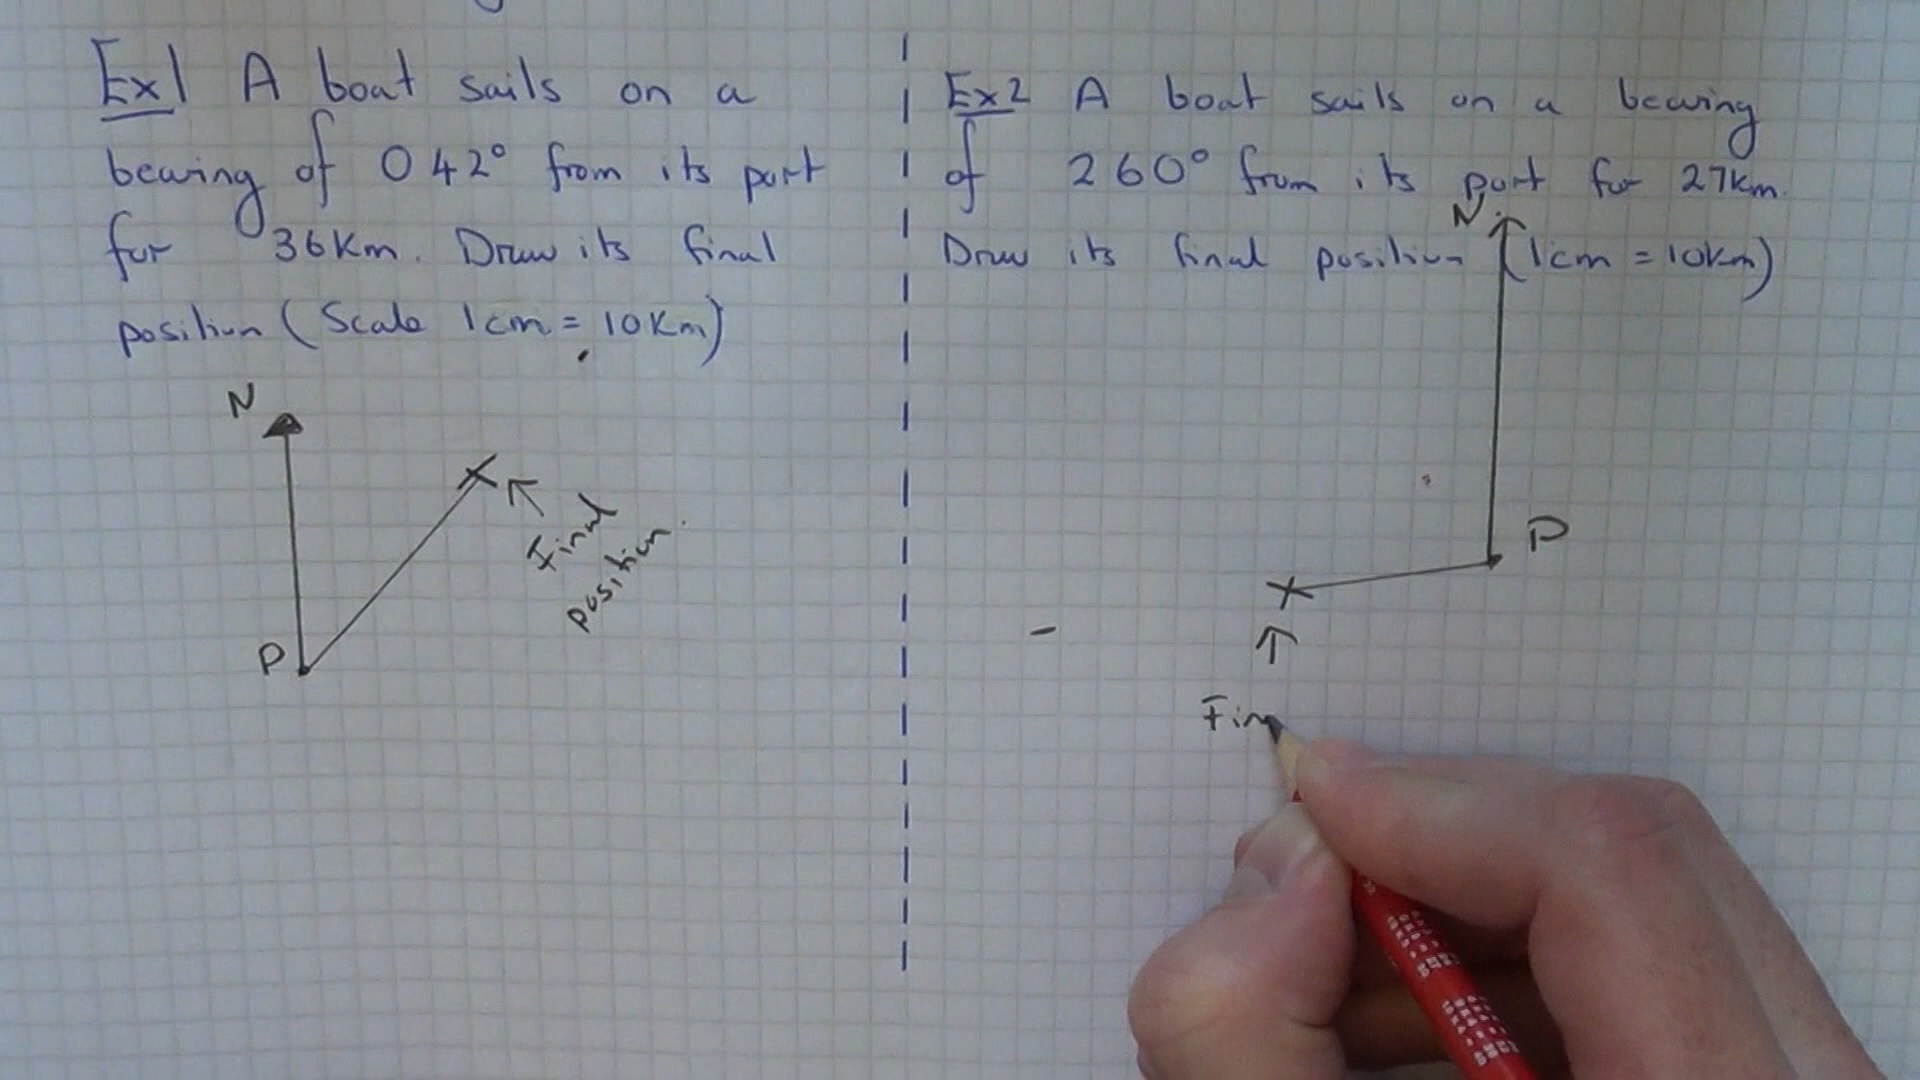 Ex1 A boat sails on a
bearing of 042° from its port
for 36km. Draw its final
position (Scale 1cm = 10km)
N
P
Final
position.
Ex2 A boat sails on a bearing
of 260° from its port for 27km.
Draw its final position (1cm = 10km)
N
P
Fin